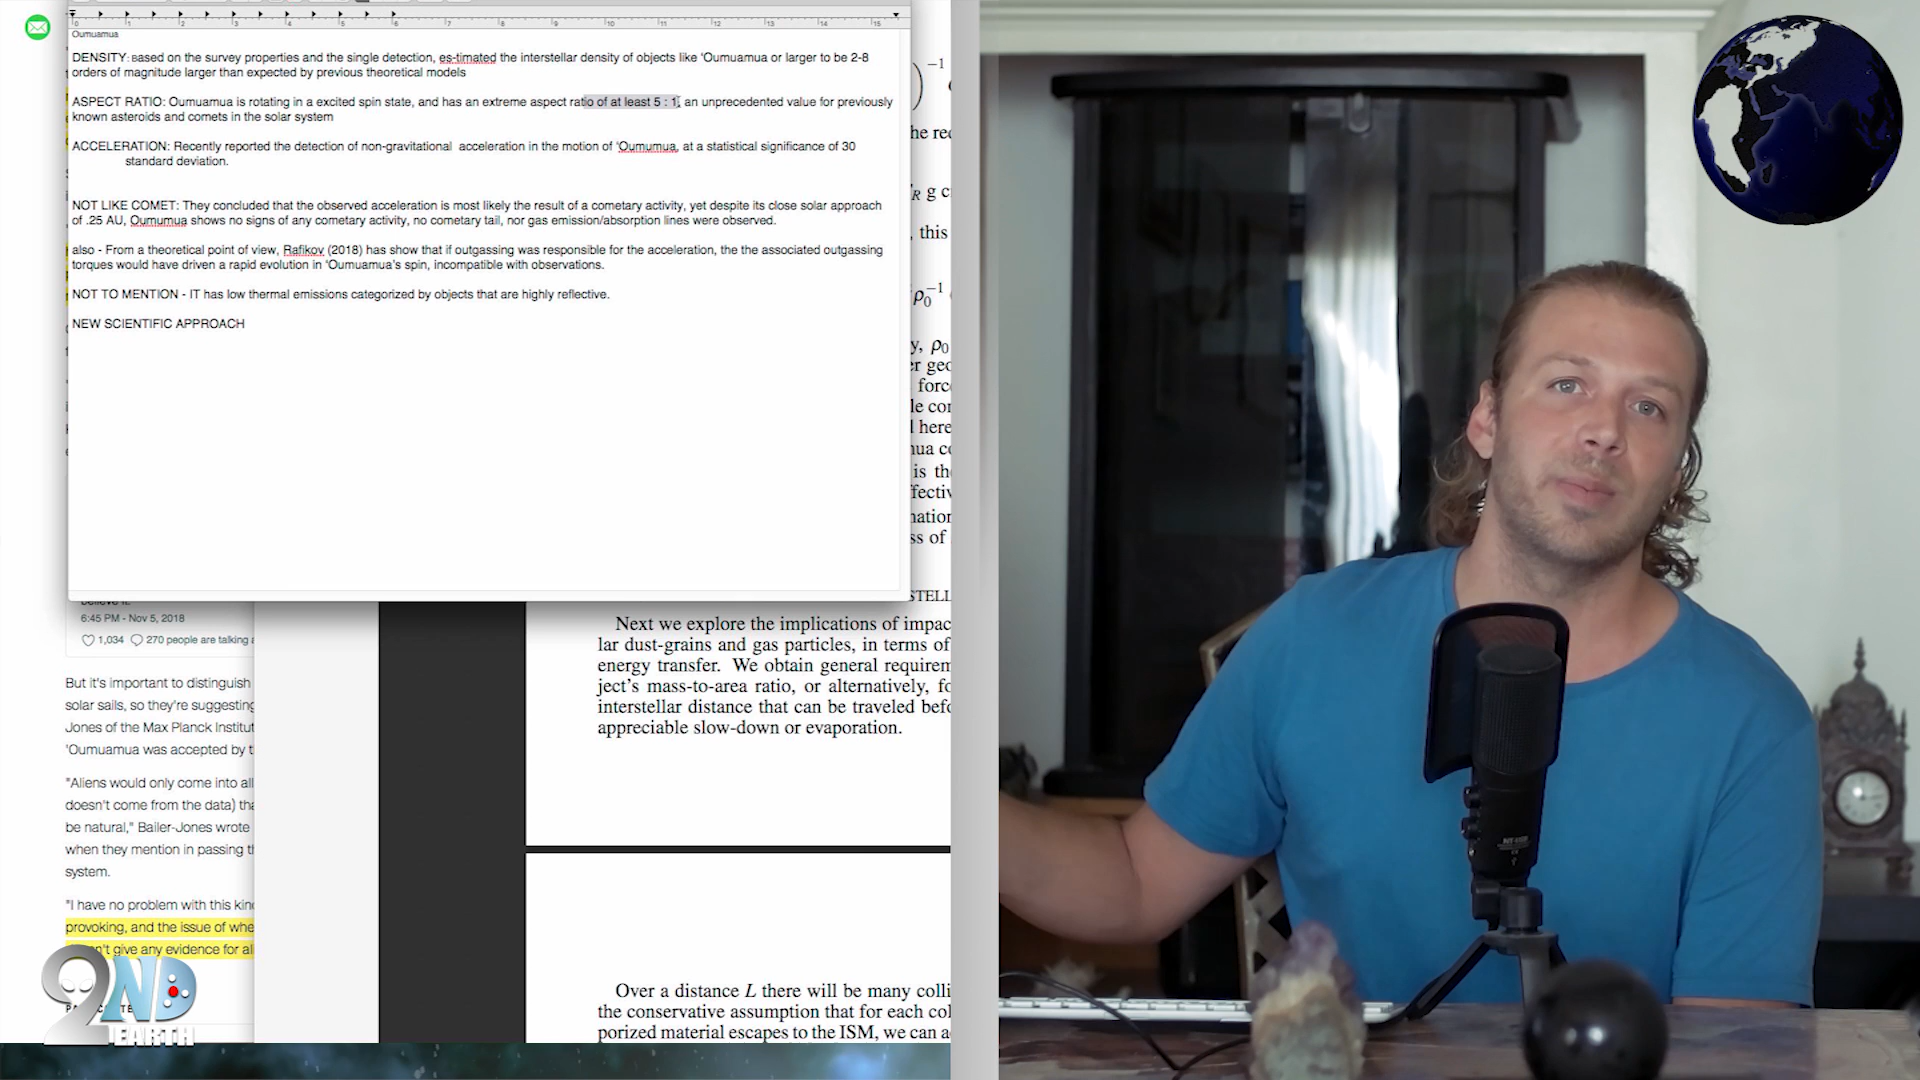 Oumuamua
DENSITY: Based on the survey properties and the single detection, es-timated the interstellar density of objects like 'Oumuamua or larger to be 2-8
orders of magnitude larger than expected by previous theoretical models
ASPECT RATIO: Oumuamua is rotating in a excited spin state, and has an extreme aspect ratio of at least 5 : 1, an unprecedented value for previously
known asteroids and comets in the solar system
ACCELERATION: Recently reported the detection of non-gravitational acceleration in the motion of 'Oumumua, at a statistical significance of 30
standard deviation.
NOT LIKE COMET: They concluded that the observed acceleration is most likely the result of a cometary activity, yet despite its close solar approach
of .25 AU, Oumumua shows no signs of any cometary activity, no cometary tail, nor gas emission/absorption lines were observed.
also - From a theoretical point of view, Rafikov (2018) has show that if outgassing was responsible for the acceleration, the the associated outgassing
torques would have driven a rapid evolution in 'Oumuamua's spin, incompatible with observations.
NOT TO MENTION - IT has low thermal emissions categorized by objects that are highly reflective.
NEW SCIENTIFIC APPROACH
6:45 PM - Nov 5, 2018
1,034 270 people are talking
But it's important to distinguish
solar sails, so they're suggesting
Jones of the Max Planck Institut
'Oumuamua was accepted by t
"Aliens would only come into all
doesn't come from the data) tha
be natural," Bailer-Jones wrote
when they mention in passing th
system.
"I have no problem with this kind
provoking, and the issue of whe
n't give any evidence for al
Next we explore the implications of impac
lar dust-grains and gas particles, in terms of
energy transfer. We obtain general requirem
ject's mass-to-area ratio, or alternatively, fo
interstellar distance that can be traveled befo
appreciable slow-down or evaporation.
Over a distance L there will be many colli
the conservative assumption that for each col
porized material escapes to the ISM, we can a
2ND
EARTH